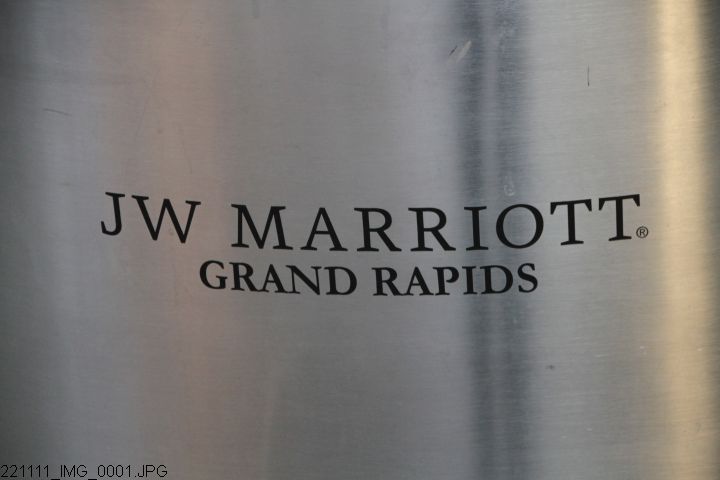 JW MARRIOTT®
GRAND RAPIDS
221111_IMG_0001.JPG